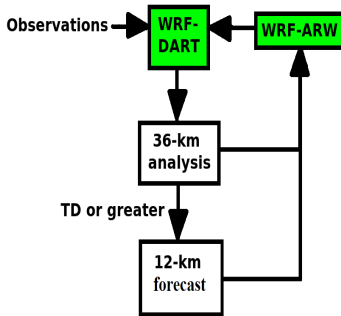 Observations
WRF-
DART
WRF-ARW
36-km
analysis
TD or greater
12-km
forecast